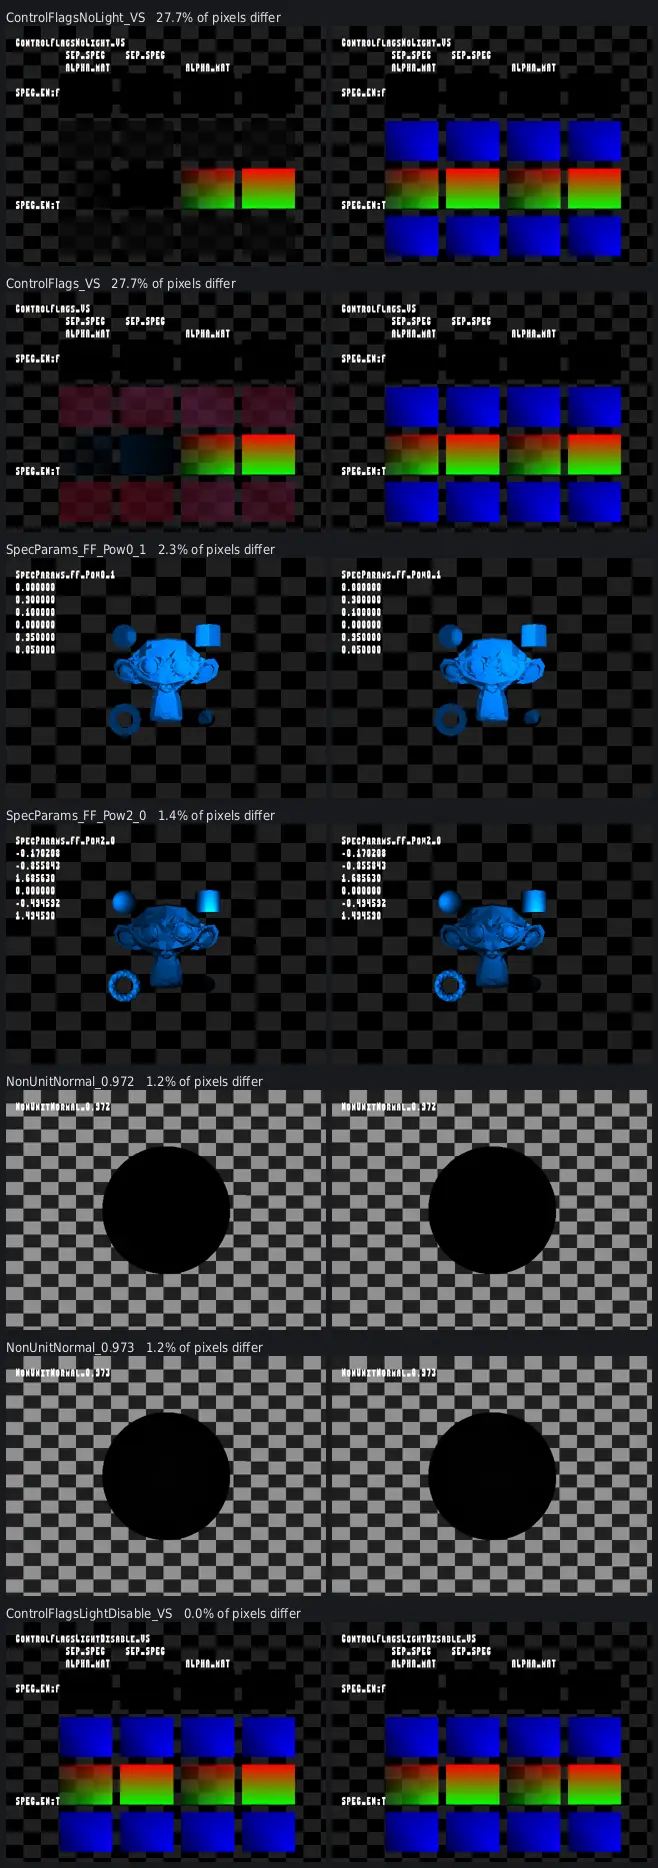 ControlFlagsNoLight_VS 27.7% of pixels differ
ControlFlagsNoLight_VS ControlFlagsNoLight_VS
SEP_SPEC SEP_SPEC SEP_SPEC SEP_SPEC
ALPHA_MAT ALPHA_MAT ALPHA_MAT ALPHA_MAT
SPEC_EN:F SPEC_EN:F
SPEC_EN:T SPEC_EN:T
ControlFlags_VS 27.7% of pixels differ
ControlFlags_VS ControlFlags_VS
SEP_SPEC SEP_SPEC SEP_SPEC SEP_SPEC
ALPHA_MAT ALPHA_MAT ALPHA_MAT ALPHA_MAT
SPEC_EN:F SPEC_EN:F
SPEC_EN:T SPEC_EN:T
SpecParams_FF_Pow0_1 2.3% of pixels differ
SpecParams_FF_Pow0_1 SpecParams_FF_Pow0_1
0.000000 0.000000
0.300000 0.300000
0.100000 0.100000
0.000000 0.000000
0.950000 0.950000
0.050000 0.050000
SpecParams_FF_Pow2_0 1.4% of pixels differ
SpecParams_FF_Pow2_0 SpecParams_FF_Pow2_0
-0.170208 -0.170208
-0.855843 -0.855843
1.685630 1.685630
0.000000 0.000000
-0.494592 -0.494592
1.494590 1.494590
NonUnitNormal_0.972 1.2% of pixels differ
NonUnitNormal_0.972 NonUnitNormal_0.972
NonUnitNormal_0.973 1.2% of pixels differ
NonUnitNormal_0.973 NonUnitNormal_0.973
ControlFlagsLightDisable_VS 0.0% of pixels differ
ControlFlagsLightDisable_VS ControlFlagsLightDisable_VS
SEP_SPEC SEP_SPEC SEP_SPEC SEP_SPEC
ALPHA_MAT ALPHA_MAT ALPHA_MAT ALPHA_MAT
SPEC_EN:F SPEC_EN:F
SPEC_EN:T SPEC_EN:T